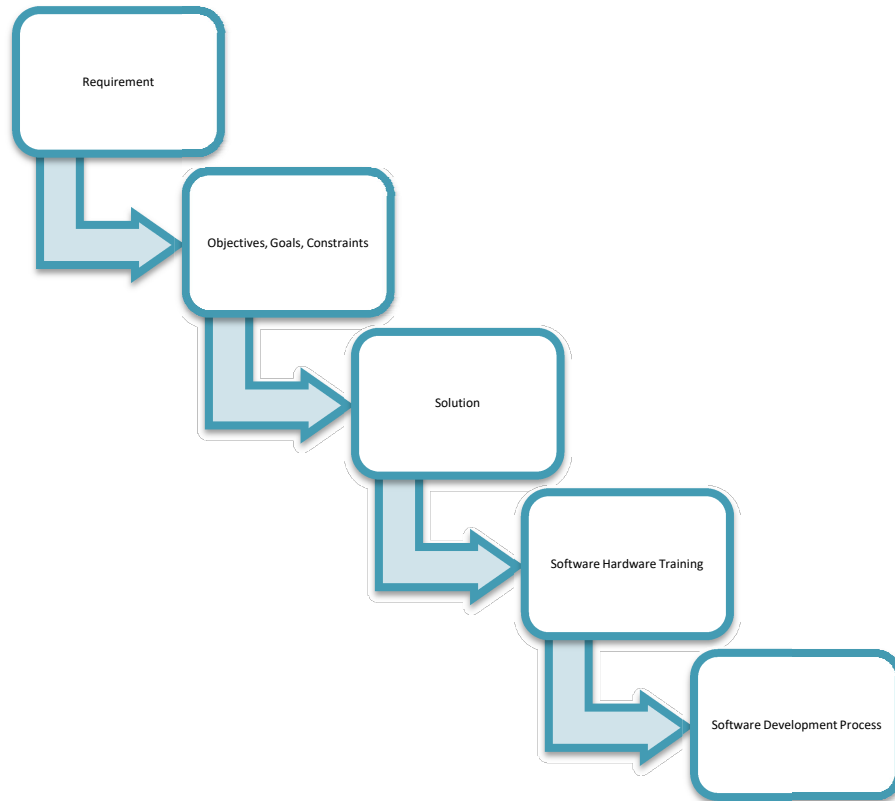 Requirement
Objectives, Goals, Constraints
Solution
Software Hardware Training
Software Development Process